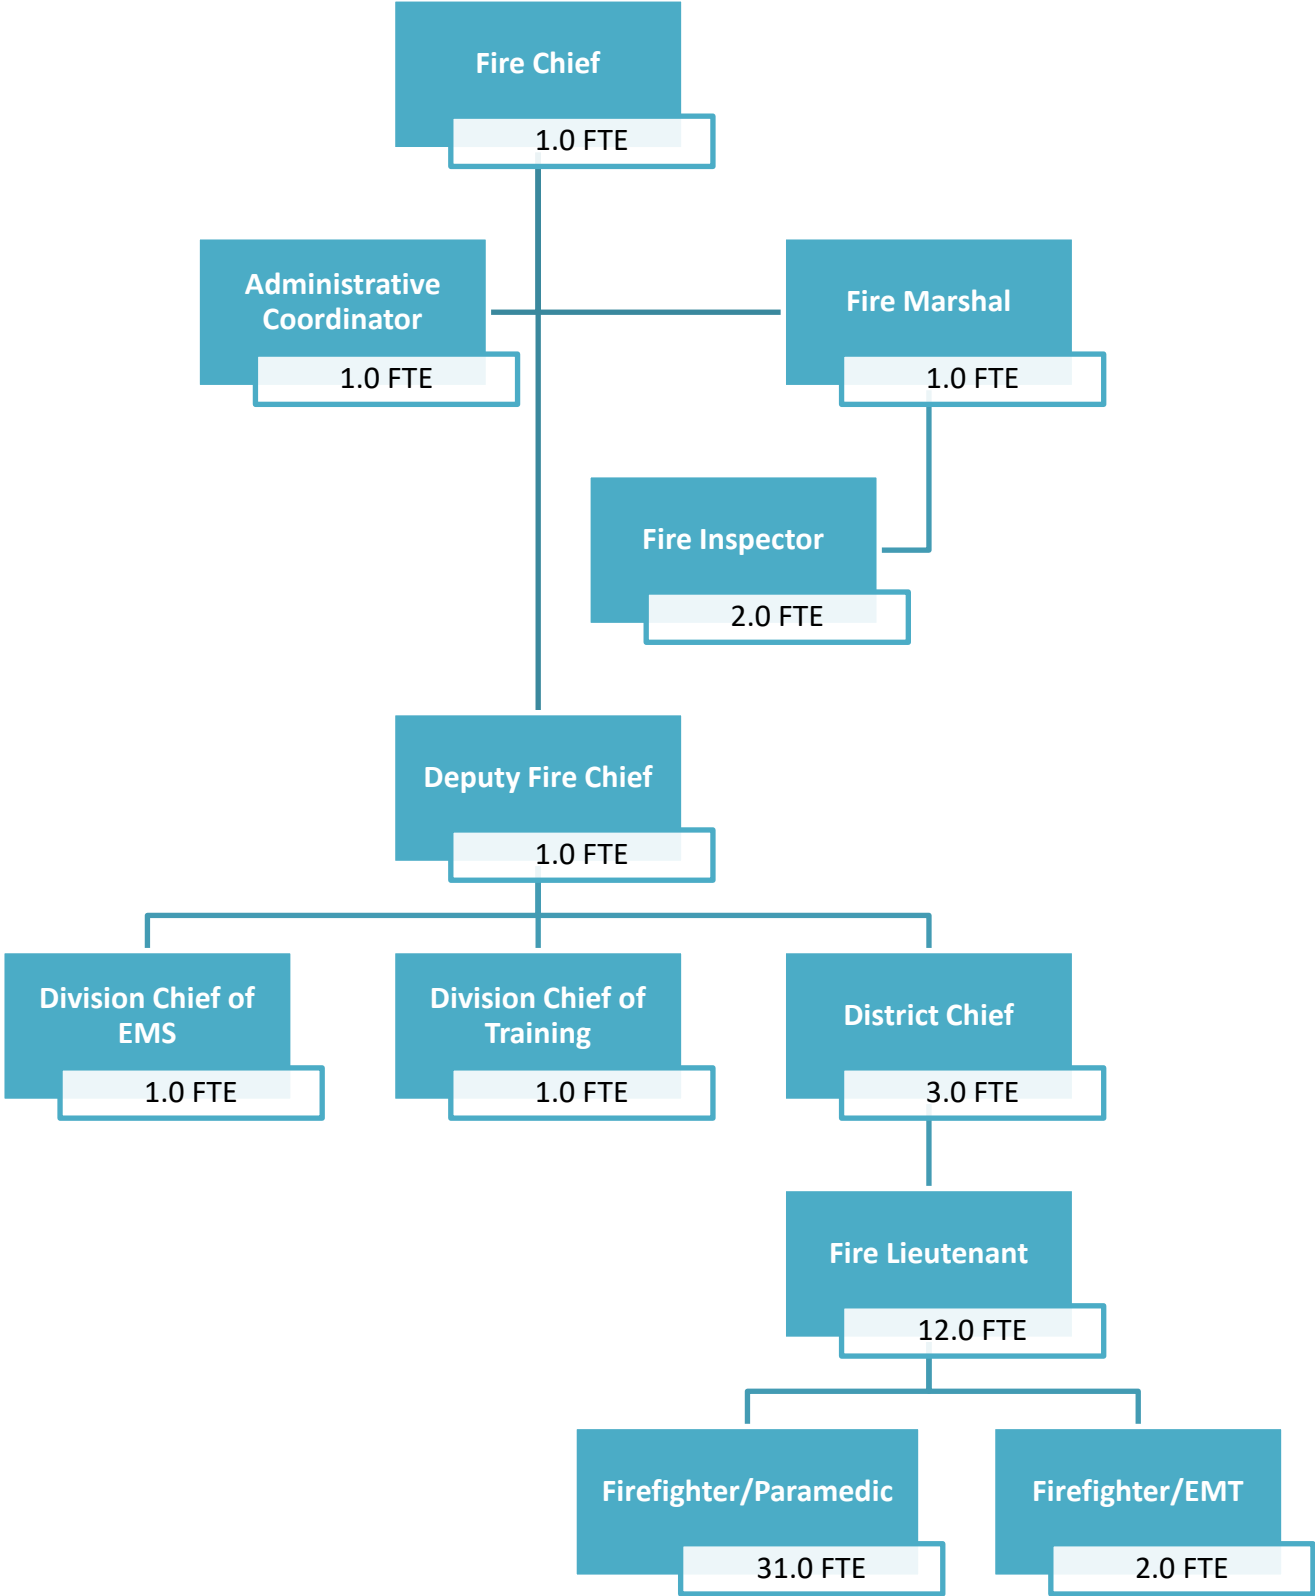 Fire Chief
1.0 FTE
Administrative
Coordinator
1.0 FTE
Fire Marshal
1.0 FTE
Fire Inspector
2.0 FTE
Deputy Fire Chief
1.0 FTE
Division Chief of
EMS
1.0 FTE
Division Chief of
Training
1.0 FTE
District Chief
3.0 FTE
Fire Lieutenant
12.0 FTE
Firefighter/Paramedic
31.0 FTE
Firefighter/EMT
2.0 FTE